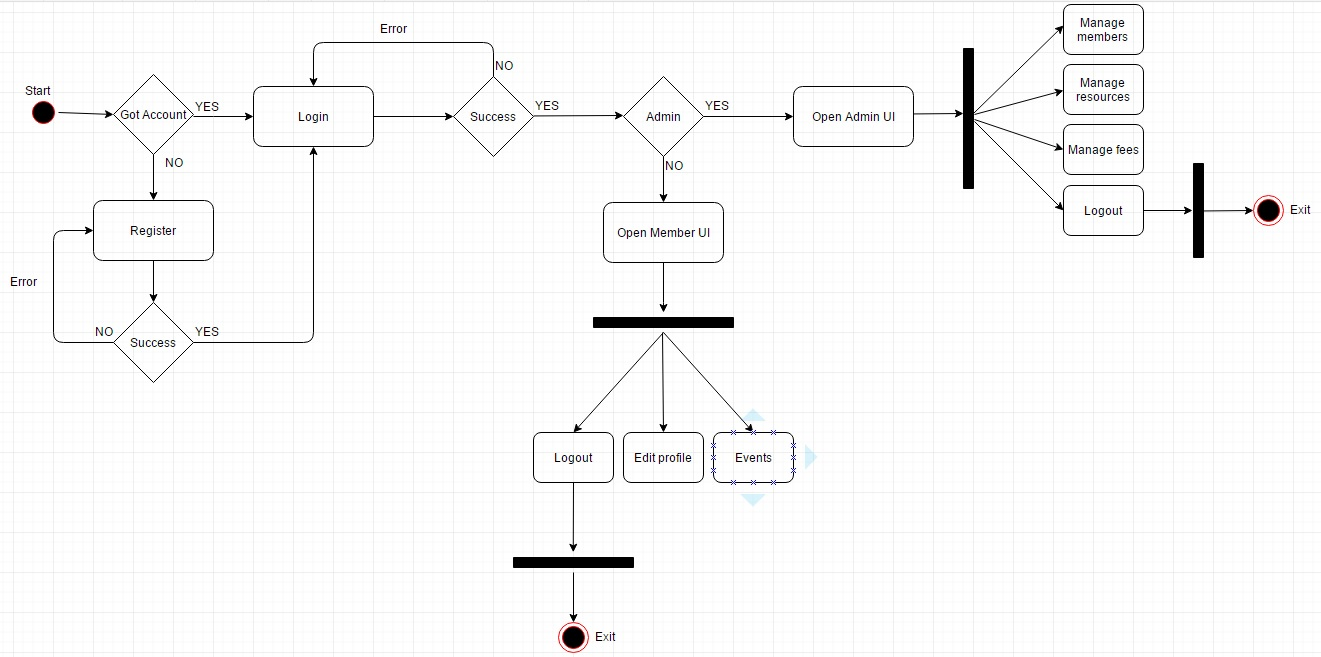 Error
Manage
members
NO
Start
Got Account
YES
Login
Success
YES
Admin
YES
Open Admin UI
Manage
resources
Manage fees
NO
NO
Register
Open Member UI
Logout
Exit
Error
NO
Success
YES
Logout
Edit profile
Events
Exit